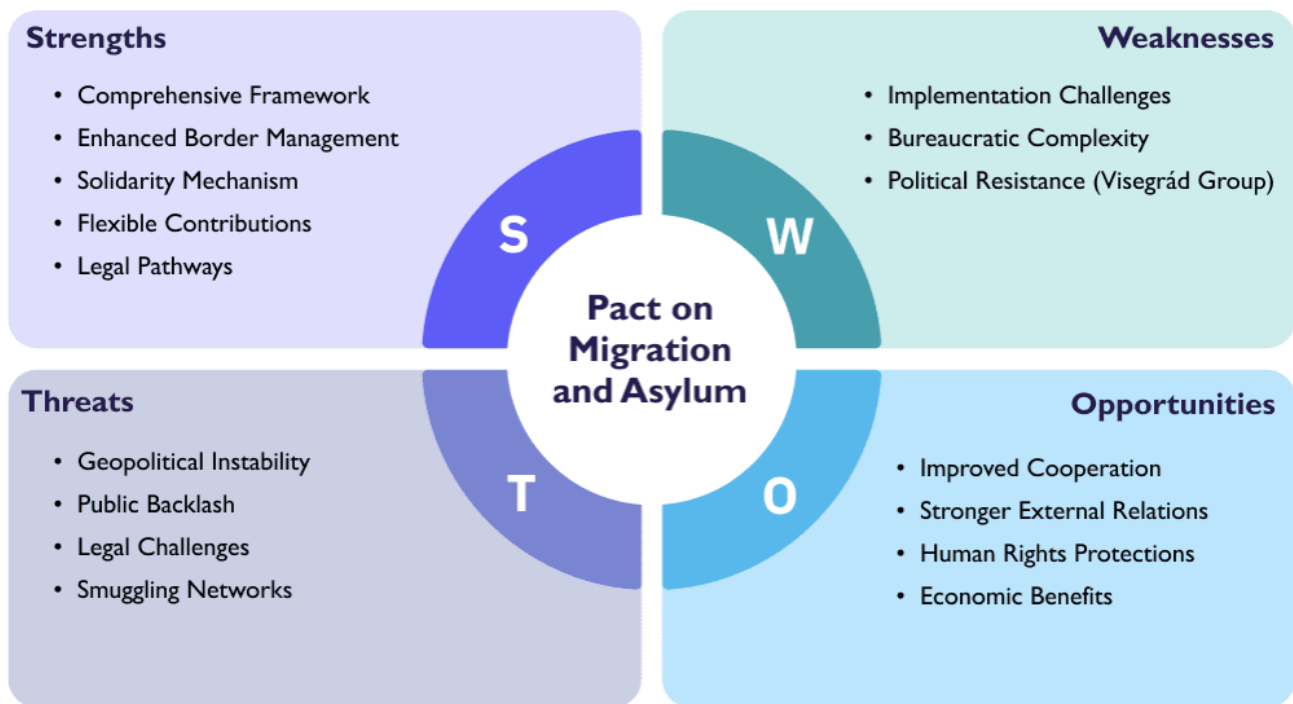 Strengths
• Comprehensive Framework
• Enhanced Border Management
• Solidarity Mechanism
• Flexible Contributions
• Legal Pathways
Weaknesses
• Implementation Challenges
• Bureaucratic Complexity
• Political Resistance (Visegrád Group)
S
W
Pact on
Migration
and Asylum
T
O
Threats
• Geopolitical Instability
• Public Backlash
• Legal Challenges
• Smuggling Networks
Opportunities
• Improved Cooperation
• Stronger External Relations
• Human Rights Protections
• Economic Benefits